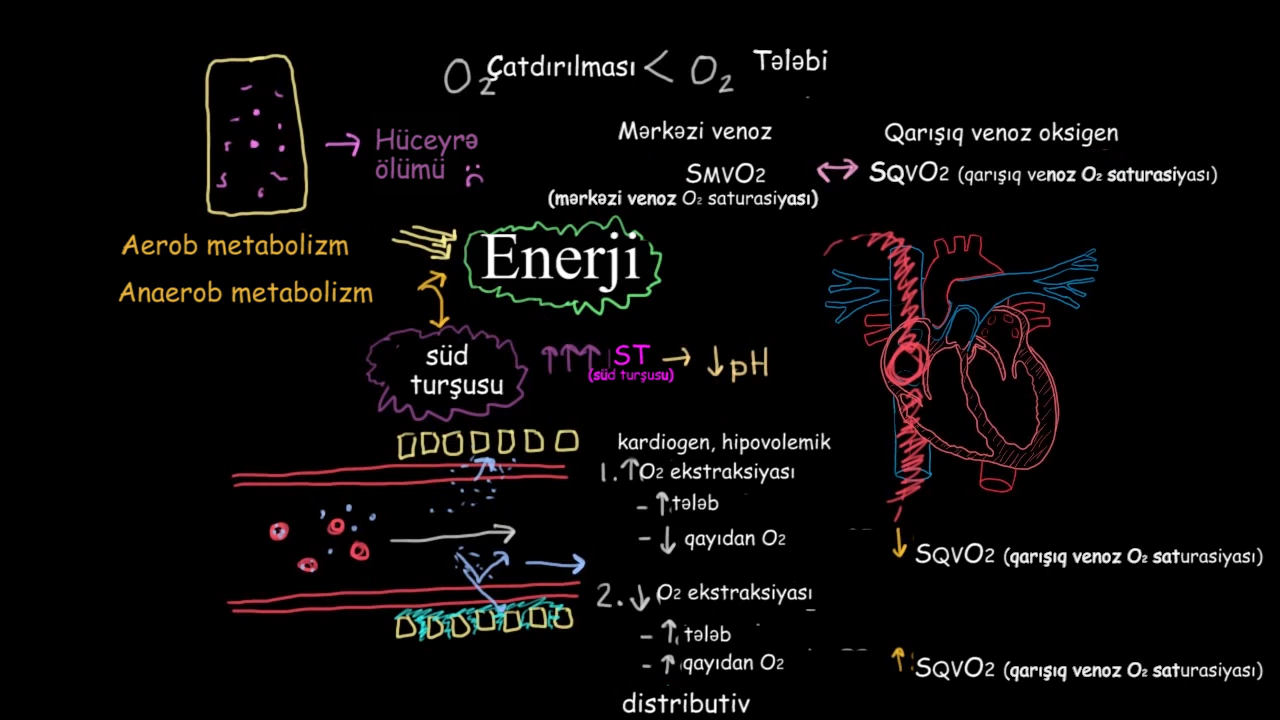 O2 Çatdırılması < O2 Tələbi
Mərkəzi venoz
Qarışıq venoz oksigen
Hüceyrə
ölümü
SMVO2 ↔ SQVO2 (qarışıq venoz O2 saturasiyası)
(mərkəzi venoz O2 saturasiyası)
Aerob metabolizm
Enerji
Anaerob metabolizm
süd
turşusu
↑↑↑ ST → ↓pH
(süd turşusu)
kardiogen, hipovolemik
1. ↑O2 ekstraksiyası
- ↑tələb
- ↓ qayıdan O2
↓ SQVO2 (qarışıq venoz O2 saturasiyası)
2. ↓O2 ekstraksiyası
- ↑tələb
- ↑qayıdan O2
↑ SQVO2 (qarışıq venoz O2 saturasiyası)
distributiv